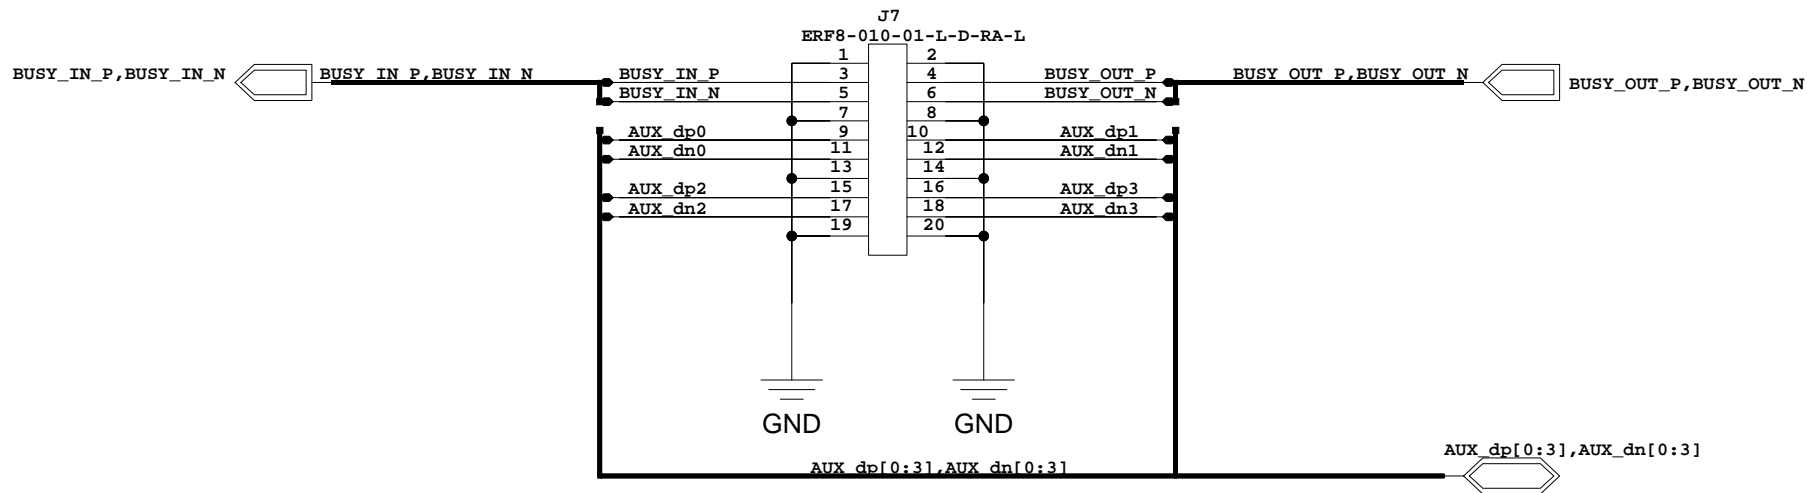 J7
ERF8-010-01-L-D-RA-L
1 2
BUSY_IN_P,BUSY_IN_N BUSY_IN_P,BUSY_IN_N BUSY_IN_P 3 4 BUSY_OUT_P BUSY_OUT_P,BUSY_OUT_N BUSY_OUT_P,BUSY_OUT_N
BUSY_IN_N 5 6 BUSY_OUT_N
7 8
AUX_dp0 9 10 AUX_dp1
AUX_dn0 11 12 AUX_dn1
13 14
AUX_dp2 15 16 AUX_dp3
AUX_dn2 17 18 AUX_dn3
19 20
GND GND
AUX_dp[0:3],AUX_dn[0:3]
AUX_dp[0:3],AUX_dn[0:3]